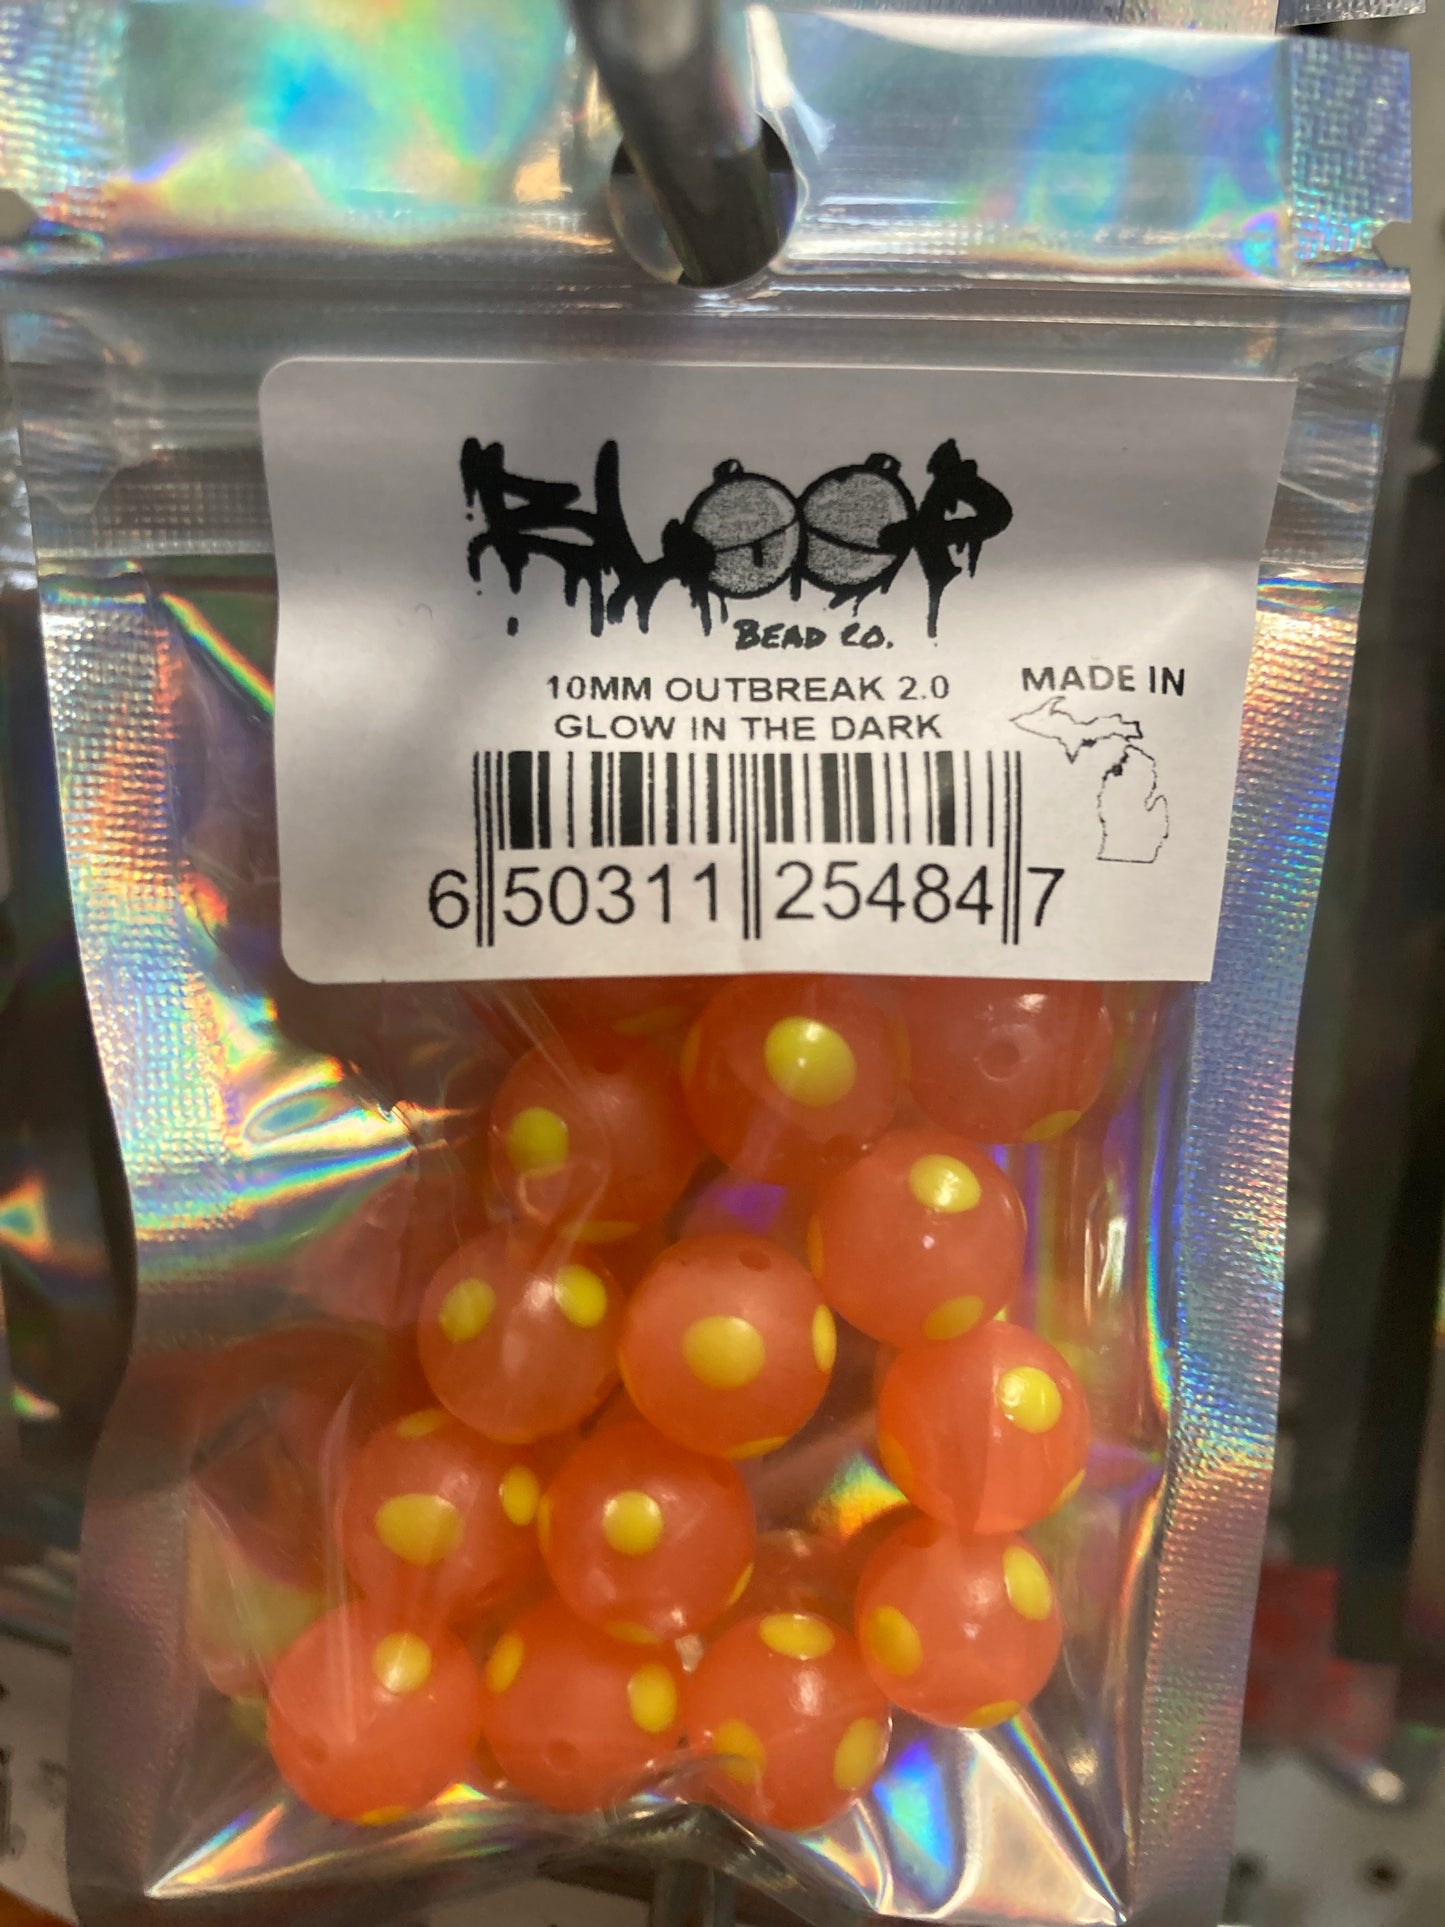 BLOOP
BEAD CO.
10MM OUTBREAK 2.0
GLOW IN THE DARK
MADE IN
6 50311 25484 7